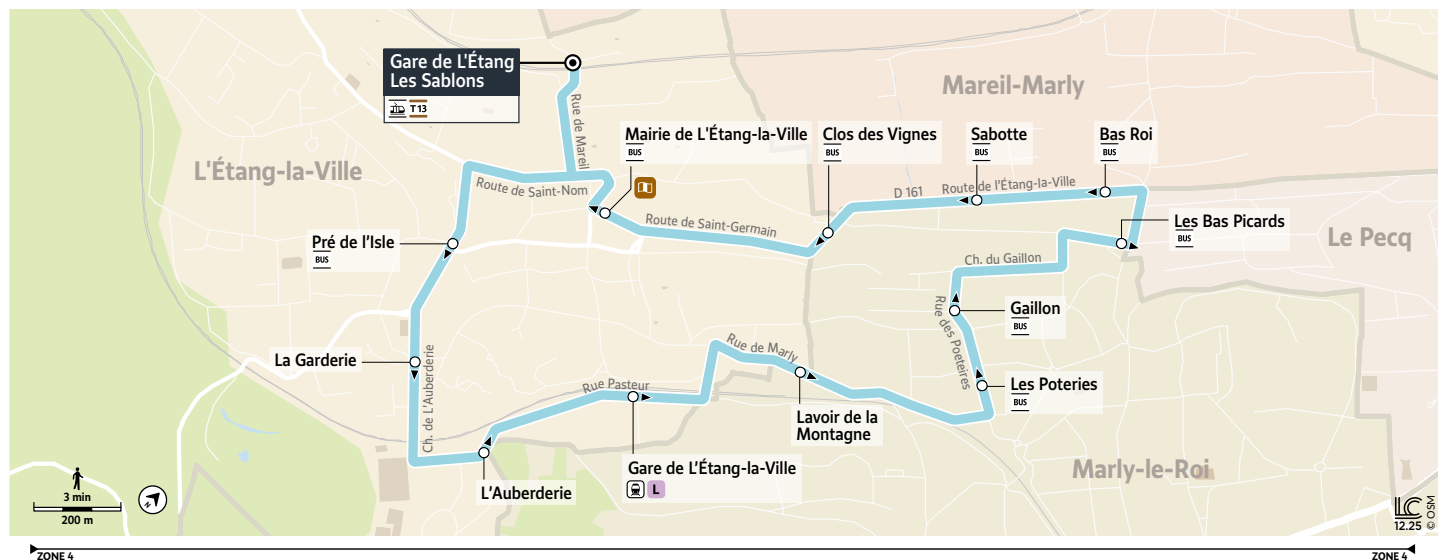 Gare de L'Étang
Les Sablons
T13
Rue de Mareil
Mareil-Marly
Mairie de L'Étang-la-Ville
BUS
Clos des Vignes
BUS
Sabotte
BUS
Bas Roi
BUS
L'Étang-la-Ville
Route de Saint-Nom
D 161
Route de l'Étang-la-Ville
Route de Saint-Germain
Les Bas Picards
BUS
Le Pecq
Pré de l'Isle
BUS
Ch. du Gaillon
Gaillon
BUS
Rue des Poeteires
Rue de Marly
La Garderie
Ch. de L'Auberderie
Rue Pasteur
Les Poteries
BUS
Lavoir de la
Montagne
Gare de L'Étang-la-Ville
L
Marly-le-Roi
L'Auberderie
3 min
200 m
N
LC
12.25
© OSM
ZONE 4
ZONE 4